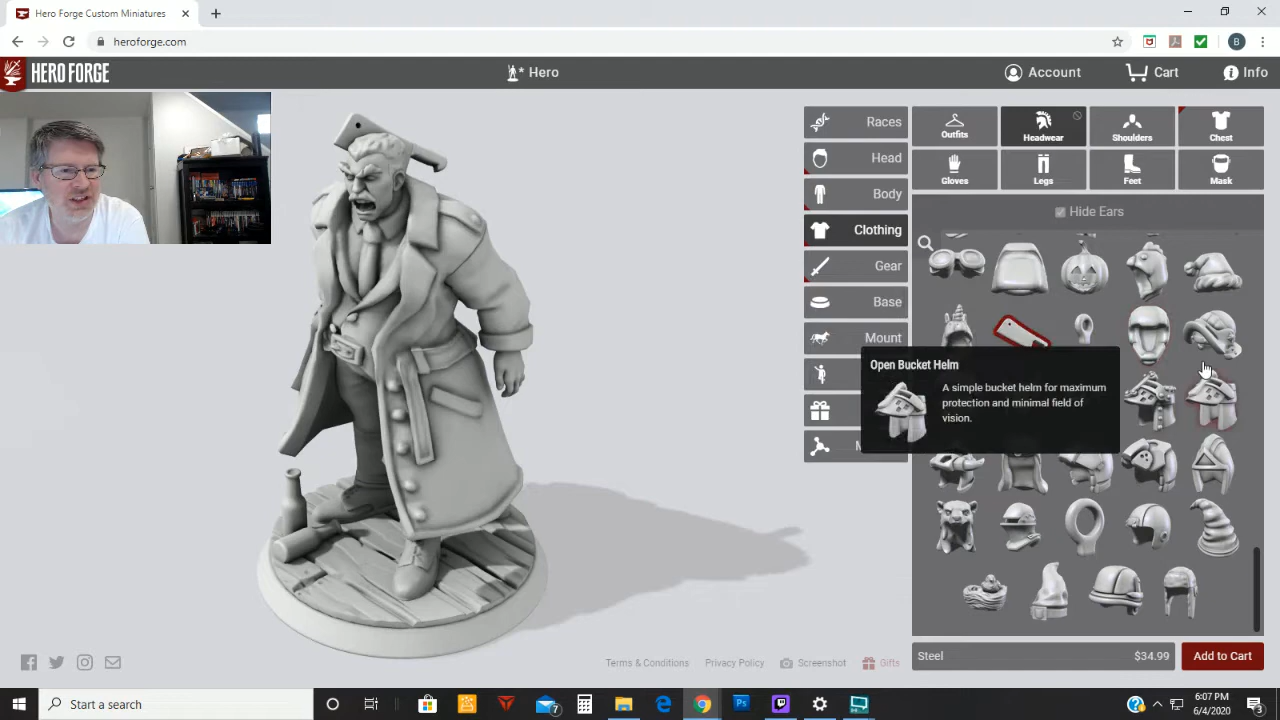 Hero Forge Custom Miniatures
heroforge.com
B
HERO FORGE
* Hero
Account
Cart
Info
Races
Head
Body
Clothing
Gear
Base
Mount
Outfits
Headwear
Shoulders
Chest
Gloves
Legs
Feet
Mask
Hide Ears
Open Bucket Helm
A simple bucket helm for maximum
protection and minimal field of
vision.
Terms & Conditions
Privacy Policy
Screenshot
Gifts
Steel
$34.99
Add to Cart
Start a search
7
6:07 PM
6/4/2020
3